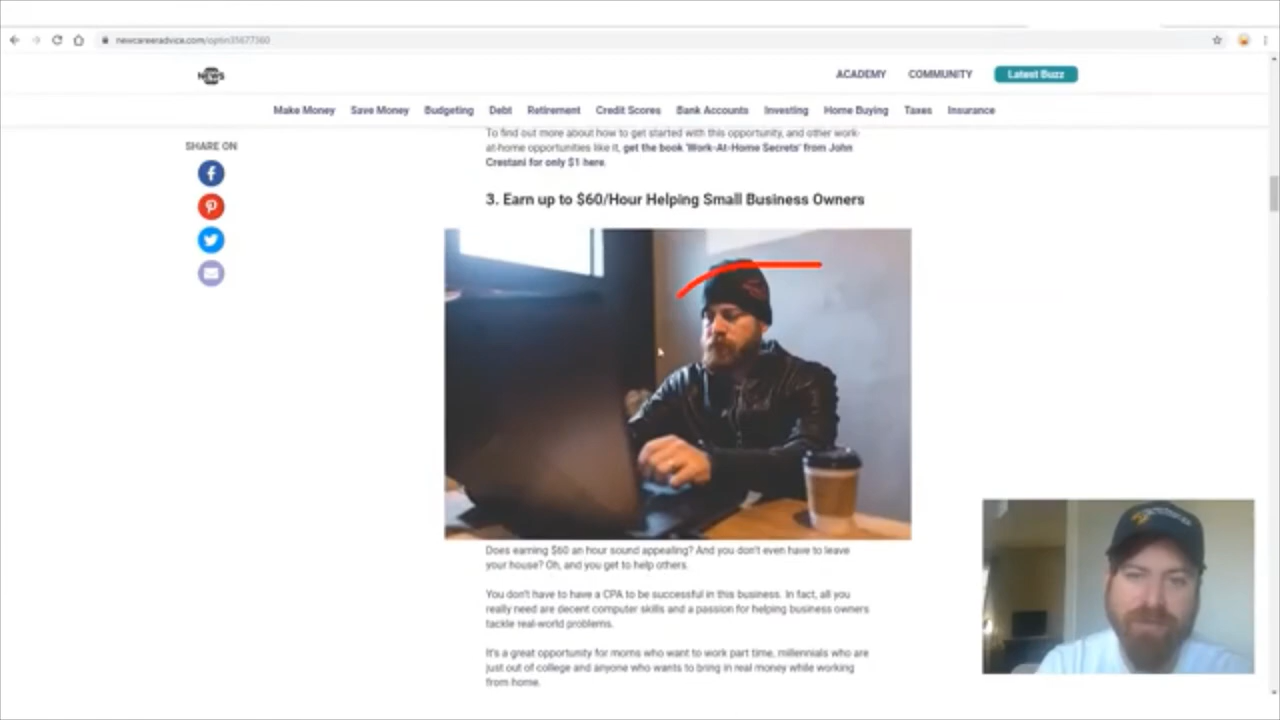 newcareeradvice.com/optin35677360
NEWS
ACADEMY COMMUNITY Latest Buzz
Make Money Save Money Budgeting Debt Retirement Credit Scores Bank Accounts Investing Home Buying Taxes Insurance
SHARE ON
To find out more about how to get started with this opportunity, and other work-
at-home opportunities like it, get the book 'Work-At-Home Secrets' from John
Crestani for only $1 here.
3. Earn up to $60/Hour Helping Small Business Owners
Does earning $60 an hour sound appealing? And you don't even have to leave
your house? Oh, and you get to help others.
You don't have to have a CPA to be successful in this business. In fact, all you
really need are decent computer skills and a passion for helping business owners
tackle real-world problems.
It's a great opportunity for moms who want to work part time, millennials who are
just out of college and anyone who wants to bring in real money while working
from home.